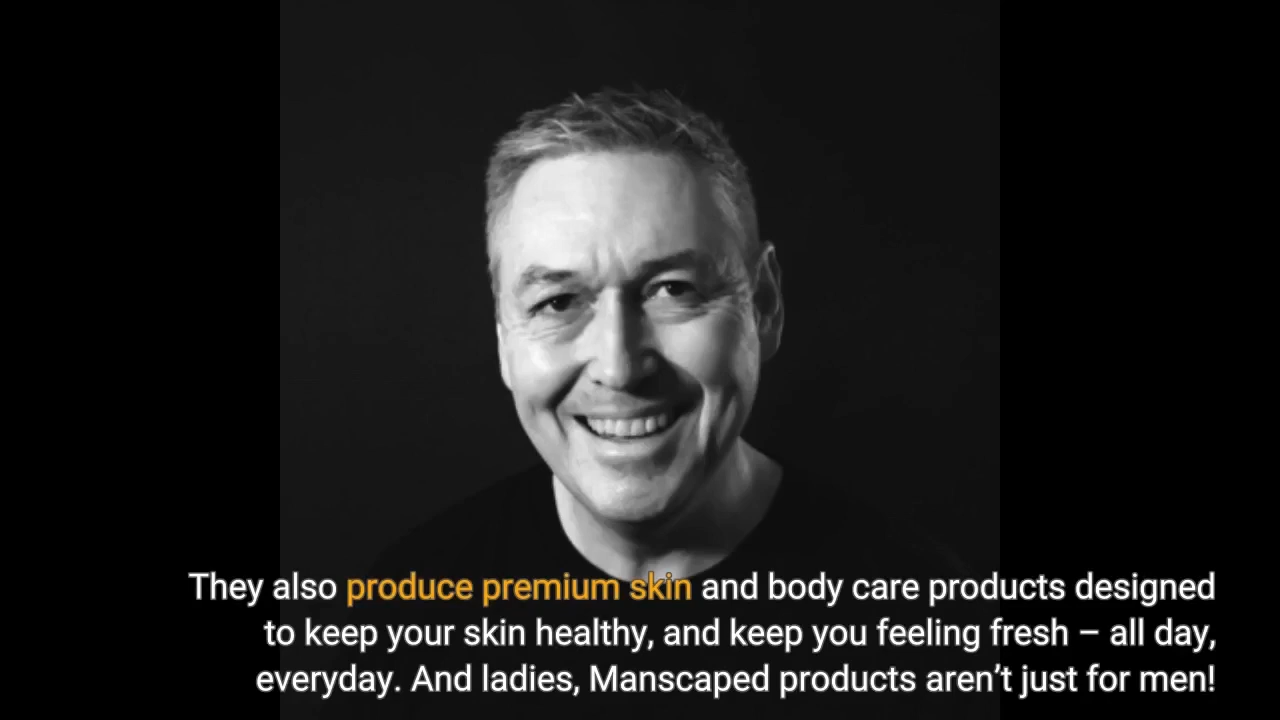 They also produce premium skin and body care products designed
to keep your skin healthy, and keep you feeling fresh – all day,
everyday. And ladies, Manscaped products aren’t just for men!